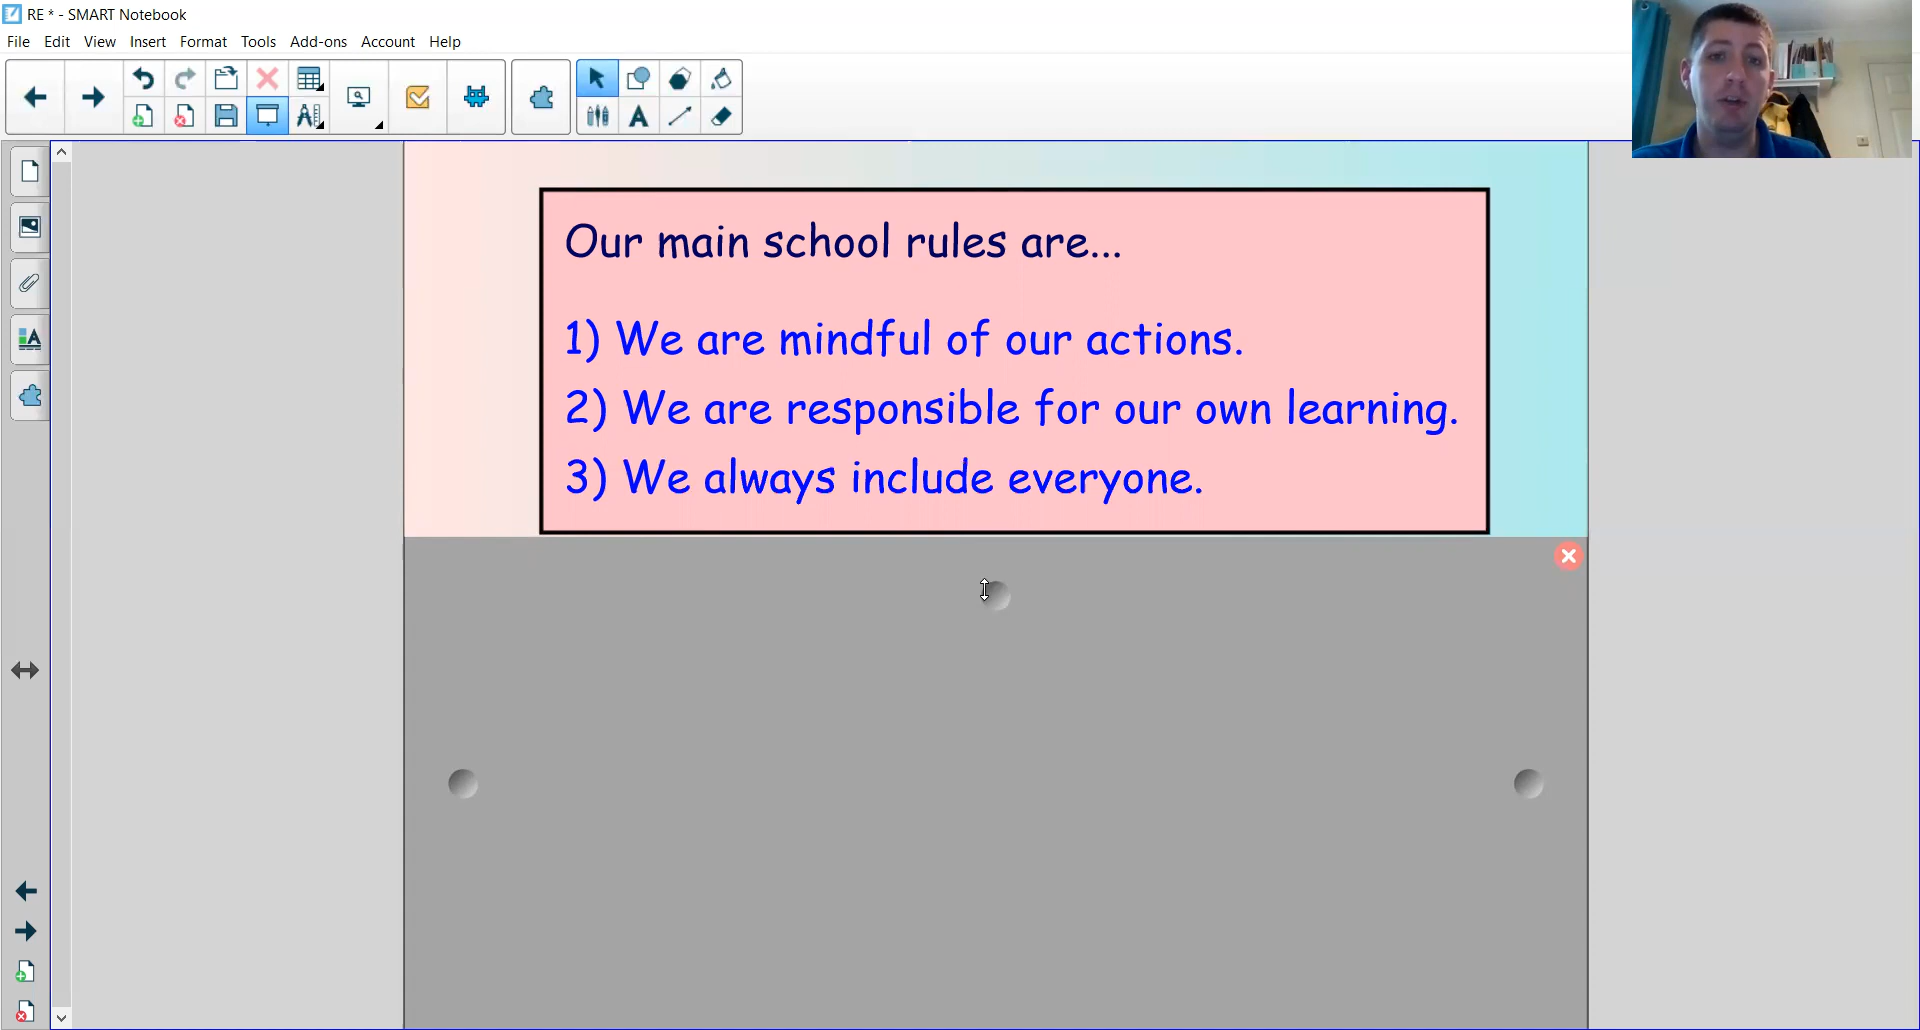 RE * - SMART Notebook
File Edit View Insert Format Tools Add-ons Account Help
Our main school rules are...
1) We are mindful of our actions.
2) We are responsible for our own learning.
3) We always include everyone.